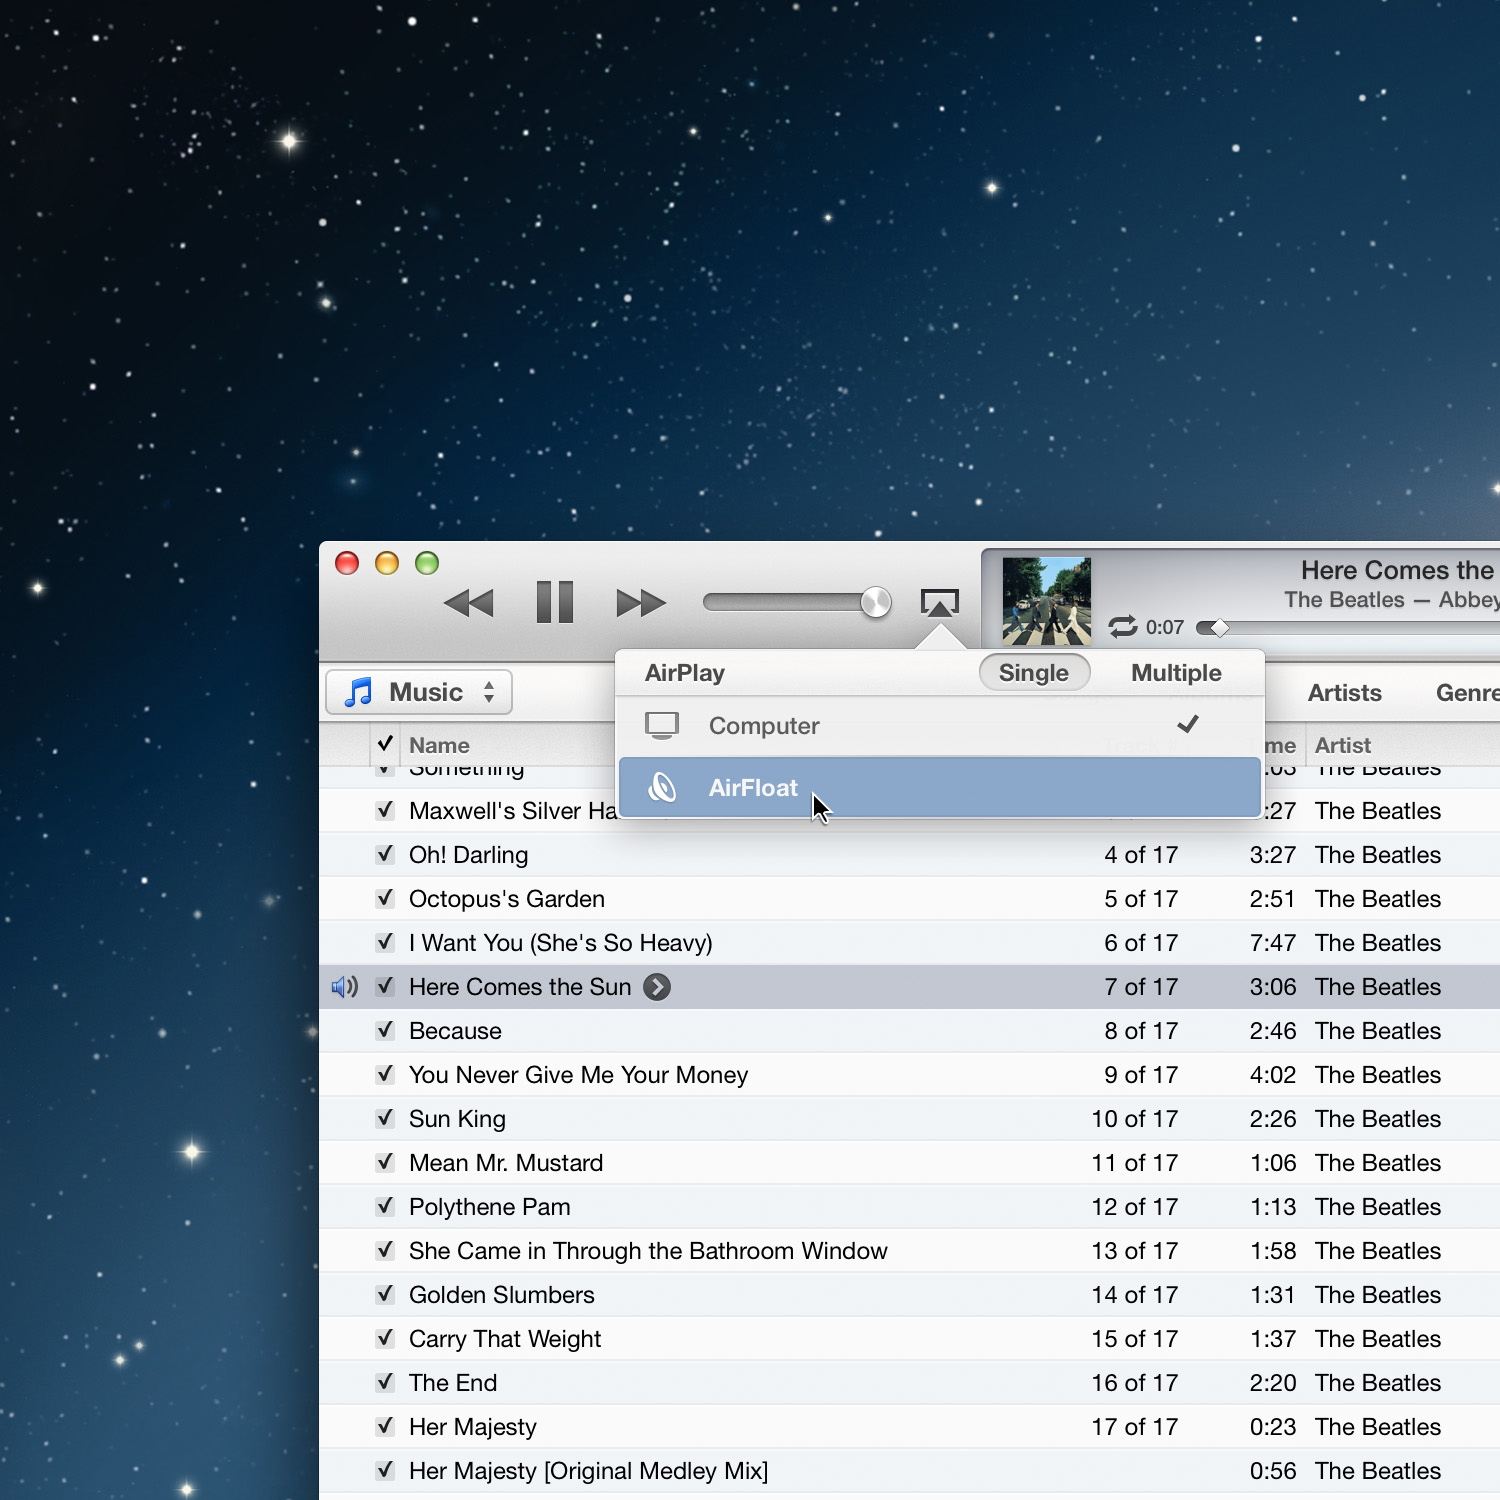 Here Comes the
The Beatles — Abbey
0:07
AirPlay Single Multiple
Music Artists Genre
Computer
Name me Artist
AirFloat
Something :03 The Beatles
Maxwell's Silver Ha :27
Oh! Darling 4 of 17 3:27 The Beatles
Octopus's Garden 5 of 17 2:51 The Beatles
I Want You (She's So Heavy) 6 of 17 7:47 The Beatles
Here Comes the Sun 7 of 17 3:06 The Beatles
Because 8 of 17 2:46 The Beatles
You Never Give Me Your Money 9 of 17 4:02 The Beatles
Sun King 10 of 17 2:26 The Beatles
Mean Mr. Mustard 11 of 17 1:06 The Beatles
Polythene Pam 12 of 17 1:13 The Beatles
She Came in Through the Bathroom Window 13 of 17 1:58 The Beatles
Golden Slumbers 14 of 17 1:31 The Beatles
Carry That Weight 15 of 17 1:37 The Beatles
The End 16 of 17 2:20 The Beatles
Her Majesty 17 of 17 0:23 The Beatles
Her Majesty [Original Medley Mix] 0:56 The Beatles